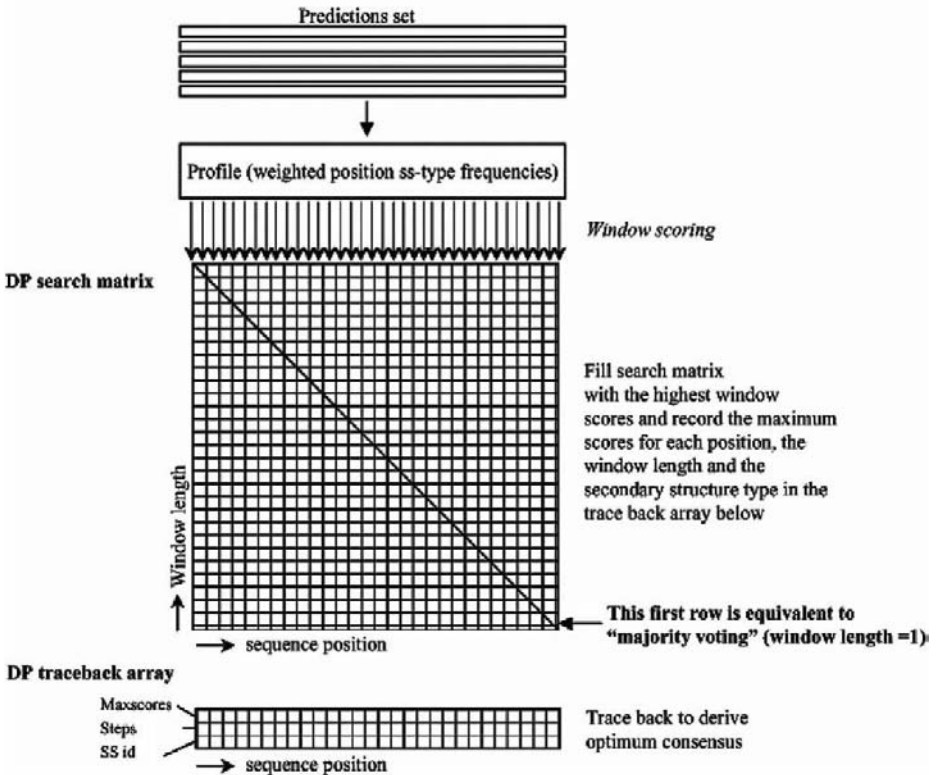 Predictions set
Profile (weighted position ss-type frequencies)
Window scoring
DP search matrix
Fill search matrix
with the highest window
scores and record the maximum
scores for each position, the
window length and the
secondary structure type in the
trace back array below
Window length
This first row is equivalent to
“majority voting” (window length =1)
sequence position
DP traceback array
Maxscores
Steps
SS id
Trace back to derive
optimum consensus
sequence position